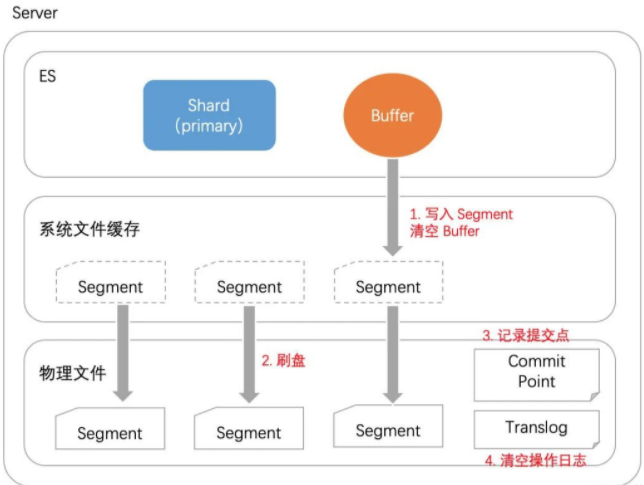 Server
ES
Shard
(primary)
Buffer
1. 写入 Segment
清空 Buffer
系统文件缓存
Segment
Segment
Segment
2. 刷盘
3. 记录提交点
物理文件
Commit
Point
Segment
Segment
Segment
Translog
4. 清空操作日志